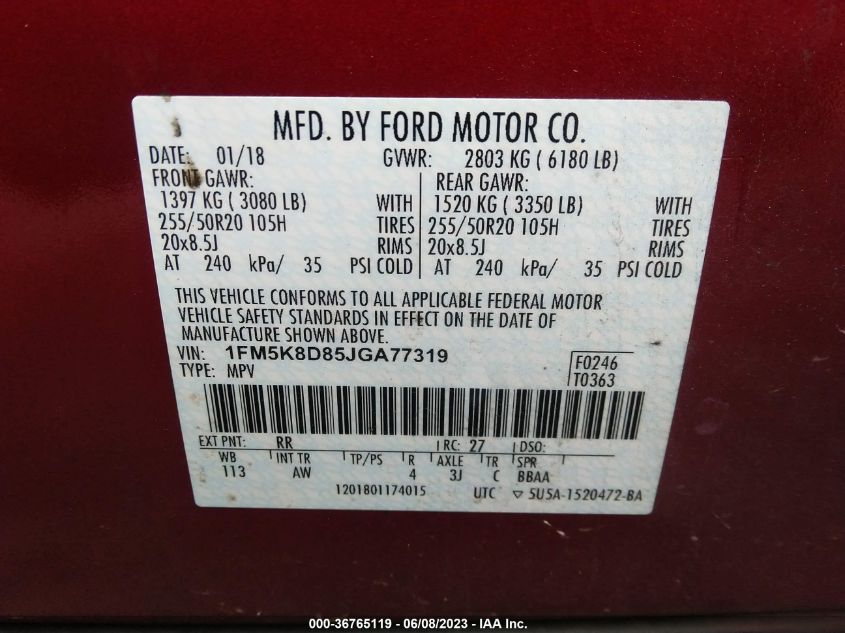 MFD. BY FORD MOTOR CO.
DATE: 01/18 GVWR: 2803 KG ( 6180 LB)
FRONT GAWR: REAR GAWR:
1397 KG ( 3080 LB) WITH 1520 KG ( 3350 LB) WITH
255/50R20 105H TIRES 255/50R20 105H TIRES
20x8.5J RIMS 20x8.5J RIMS
AT 240 kPa/ 35 PSI COLD AT 240 kPa/ 35 PSI COLD
THIS VEHICLE CONFORMS TO ALL APPLICABLE FEDERAL MOTOR
VEHICLE SAFETY STANDARDS IN EFFECT ON THE DATE OF
MANUFACTURE SHOWN ABOVE.
VIN: 1FM5K8D85JGA77319 F0246
TYPE: MPV T0363
EXT PNT: RR RC: 27 DSO:
WB INT TR TP/PS R AXLE TR SPR
113 AW 4 3J C BBAA
1201801174015 UTC ▽ 5U5A-1520472-BA
000-36765119 - 06/08/2023 - IAA Inc.